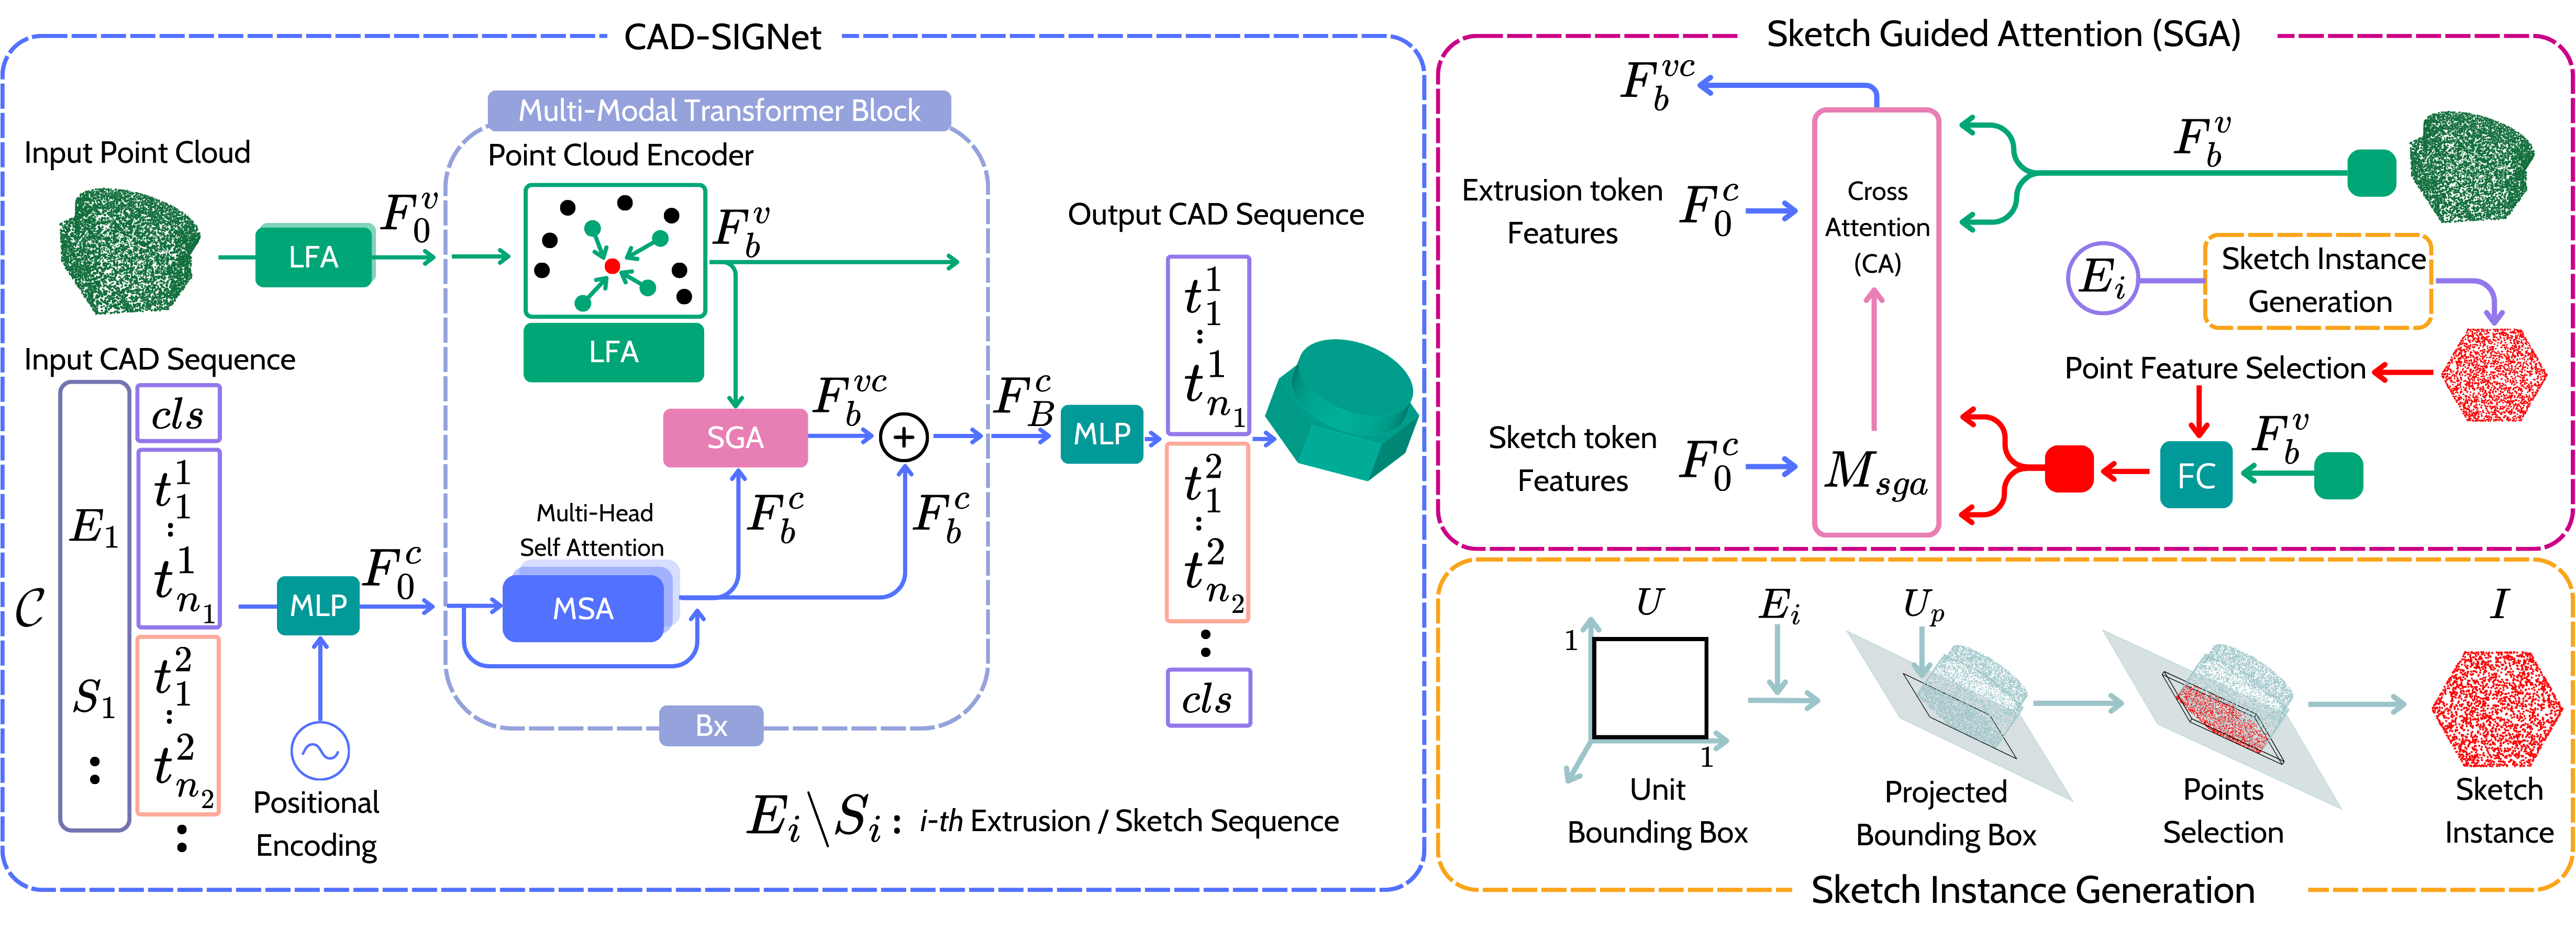 CAD-SIGNet
Multi-Modal Transformer Block
Input Point Cloud
LFA
F_0^v
Point Cloud Encoder
LFA
F_b^v
Input CAD Sequence
C
E_1
S_1
:
cls
t_1^1
:
t_{n_1}^1
t_1^2
:
t_{n_2}^2
:
MLP
F_0^c
Positional
Encoding
Multi-Head
Self Attention
MSA
SGA
F_b^c
F_b^{vc}
+
F_b^c
Bx
F_B^c
MLP
Output CAD Sequence
t_1^1
:
t_{n_1}^1
t_1^2
:
t_{n_2}^2
:
cls
E_i\S_i: i-th Extrusion / Sketch Sequence
Sketch Guided Attention (SGA)
F_b^{vc}
Extrusion token
Features
F_0^c
Cross
Attention
(CA)
F_b^v
E_i
Sketch Instance
Generation
Point Feature Selection
Sketch token
Features
F_0^c
M_{sga}
FC
F_b^v
U
1
1
Unit
Bounding Box
E_i
U_p
Projected
Bounding Box
Points
Selection
I
Sketch
Instance
Sketch Instance Generation